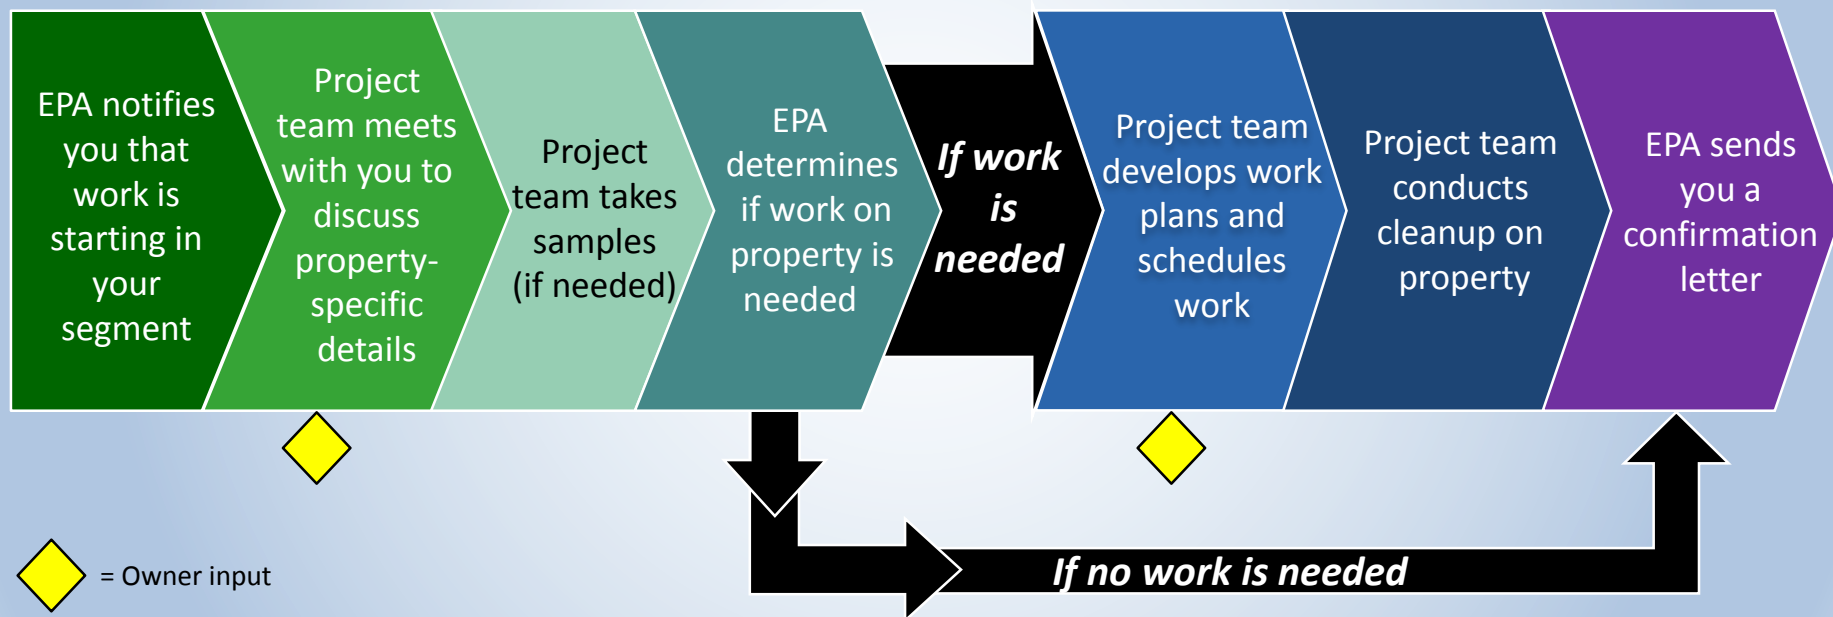 EPA notifies
you that
work is
starting in
your
segment
Project
team meets
with you to
discuss
property-
specific
details
Project
team takes
samples
(if needed)
EPA
determines
if work on
property is
needed
If work
is
needed
Project team
develops work
plans and
schedules
work
Project team
conducts
cleanup on
property
EPA sends
you a
confirmation
letter
If no work is needed
= Owner input